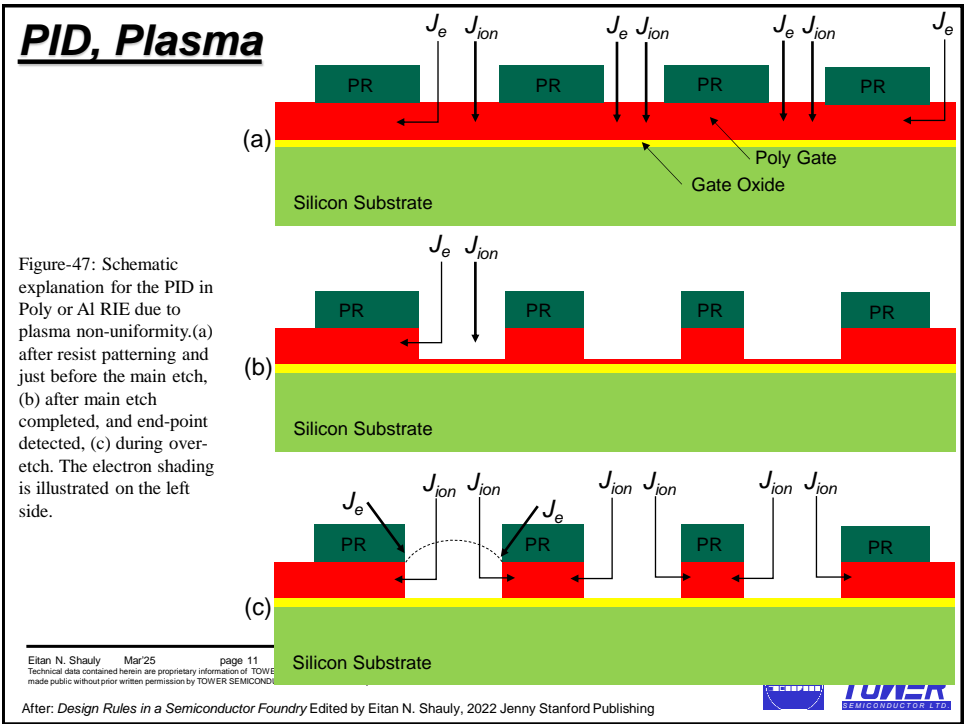 PID, Plasma
Je Jion Je Jion Je Jion Je
PR PR PR PR
(a)
Poly Gate
Gate Oxide
Silicon Substrate
Je Jion
Figure-47: Schematic
explanation for the PID in
Poly or Al RIE due to
plasma non-uniformity.(a)
after resist patterning and
just before the main etch,
(b) after main etch
completed, and end-point
detected, (c) during over-
etch. The electron shading
is illustrated on the left
side.
PR PR PR PR
(b)
Silicon Substrate
Je Jion Jion Je Jion Jion Jion Jion
PR PR PR PR
(c)
Silicon Substrate
Eitan N. Shauly Mar'25 page 11
Technical data contained herein are proprietary information of
made public without prior written permission by TOWER
TOWER
SEMICONDUCTOR LTD.
After: Design Rules in a Semiconductor Foundry Edited by Eitan N. Shauly, 2022 Jenny Stanford Publishing